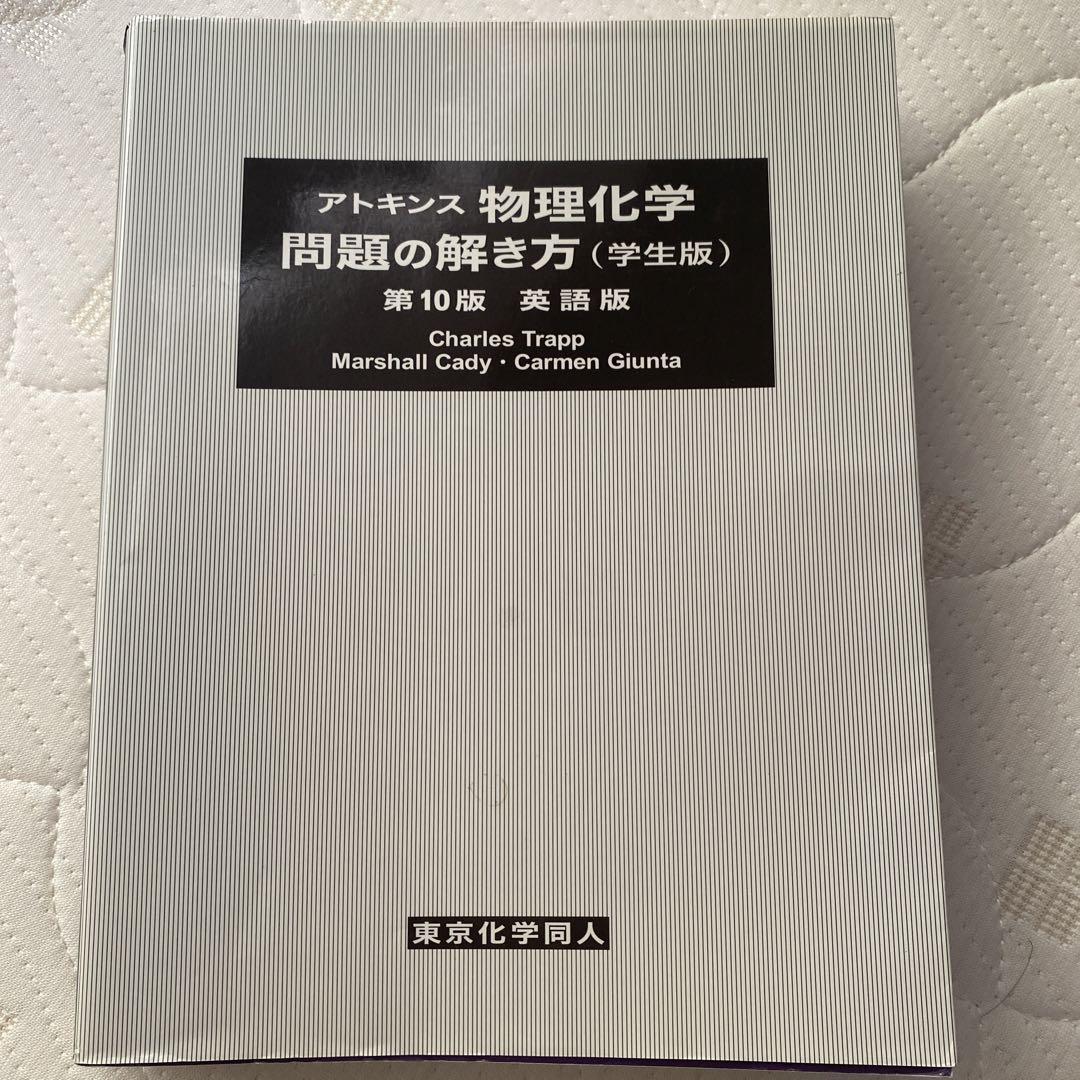 アトキンス 物理化学
問題の解き方（学生版）
第10版 英語版
Charles Trapp
Marshall Cady・Carmen Giunta
東京化学同人